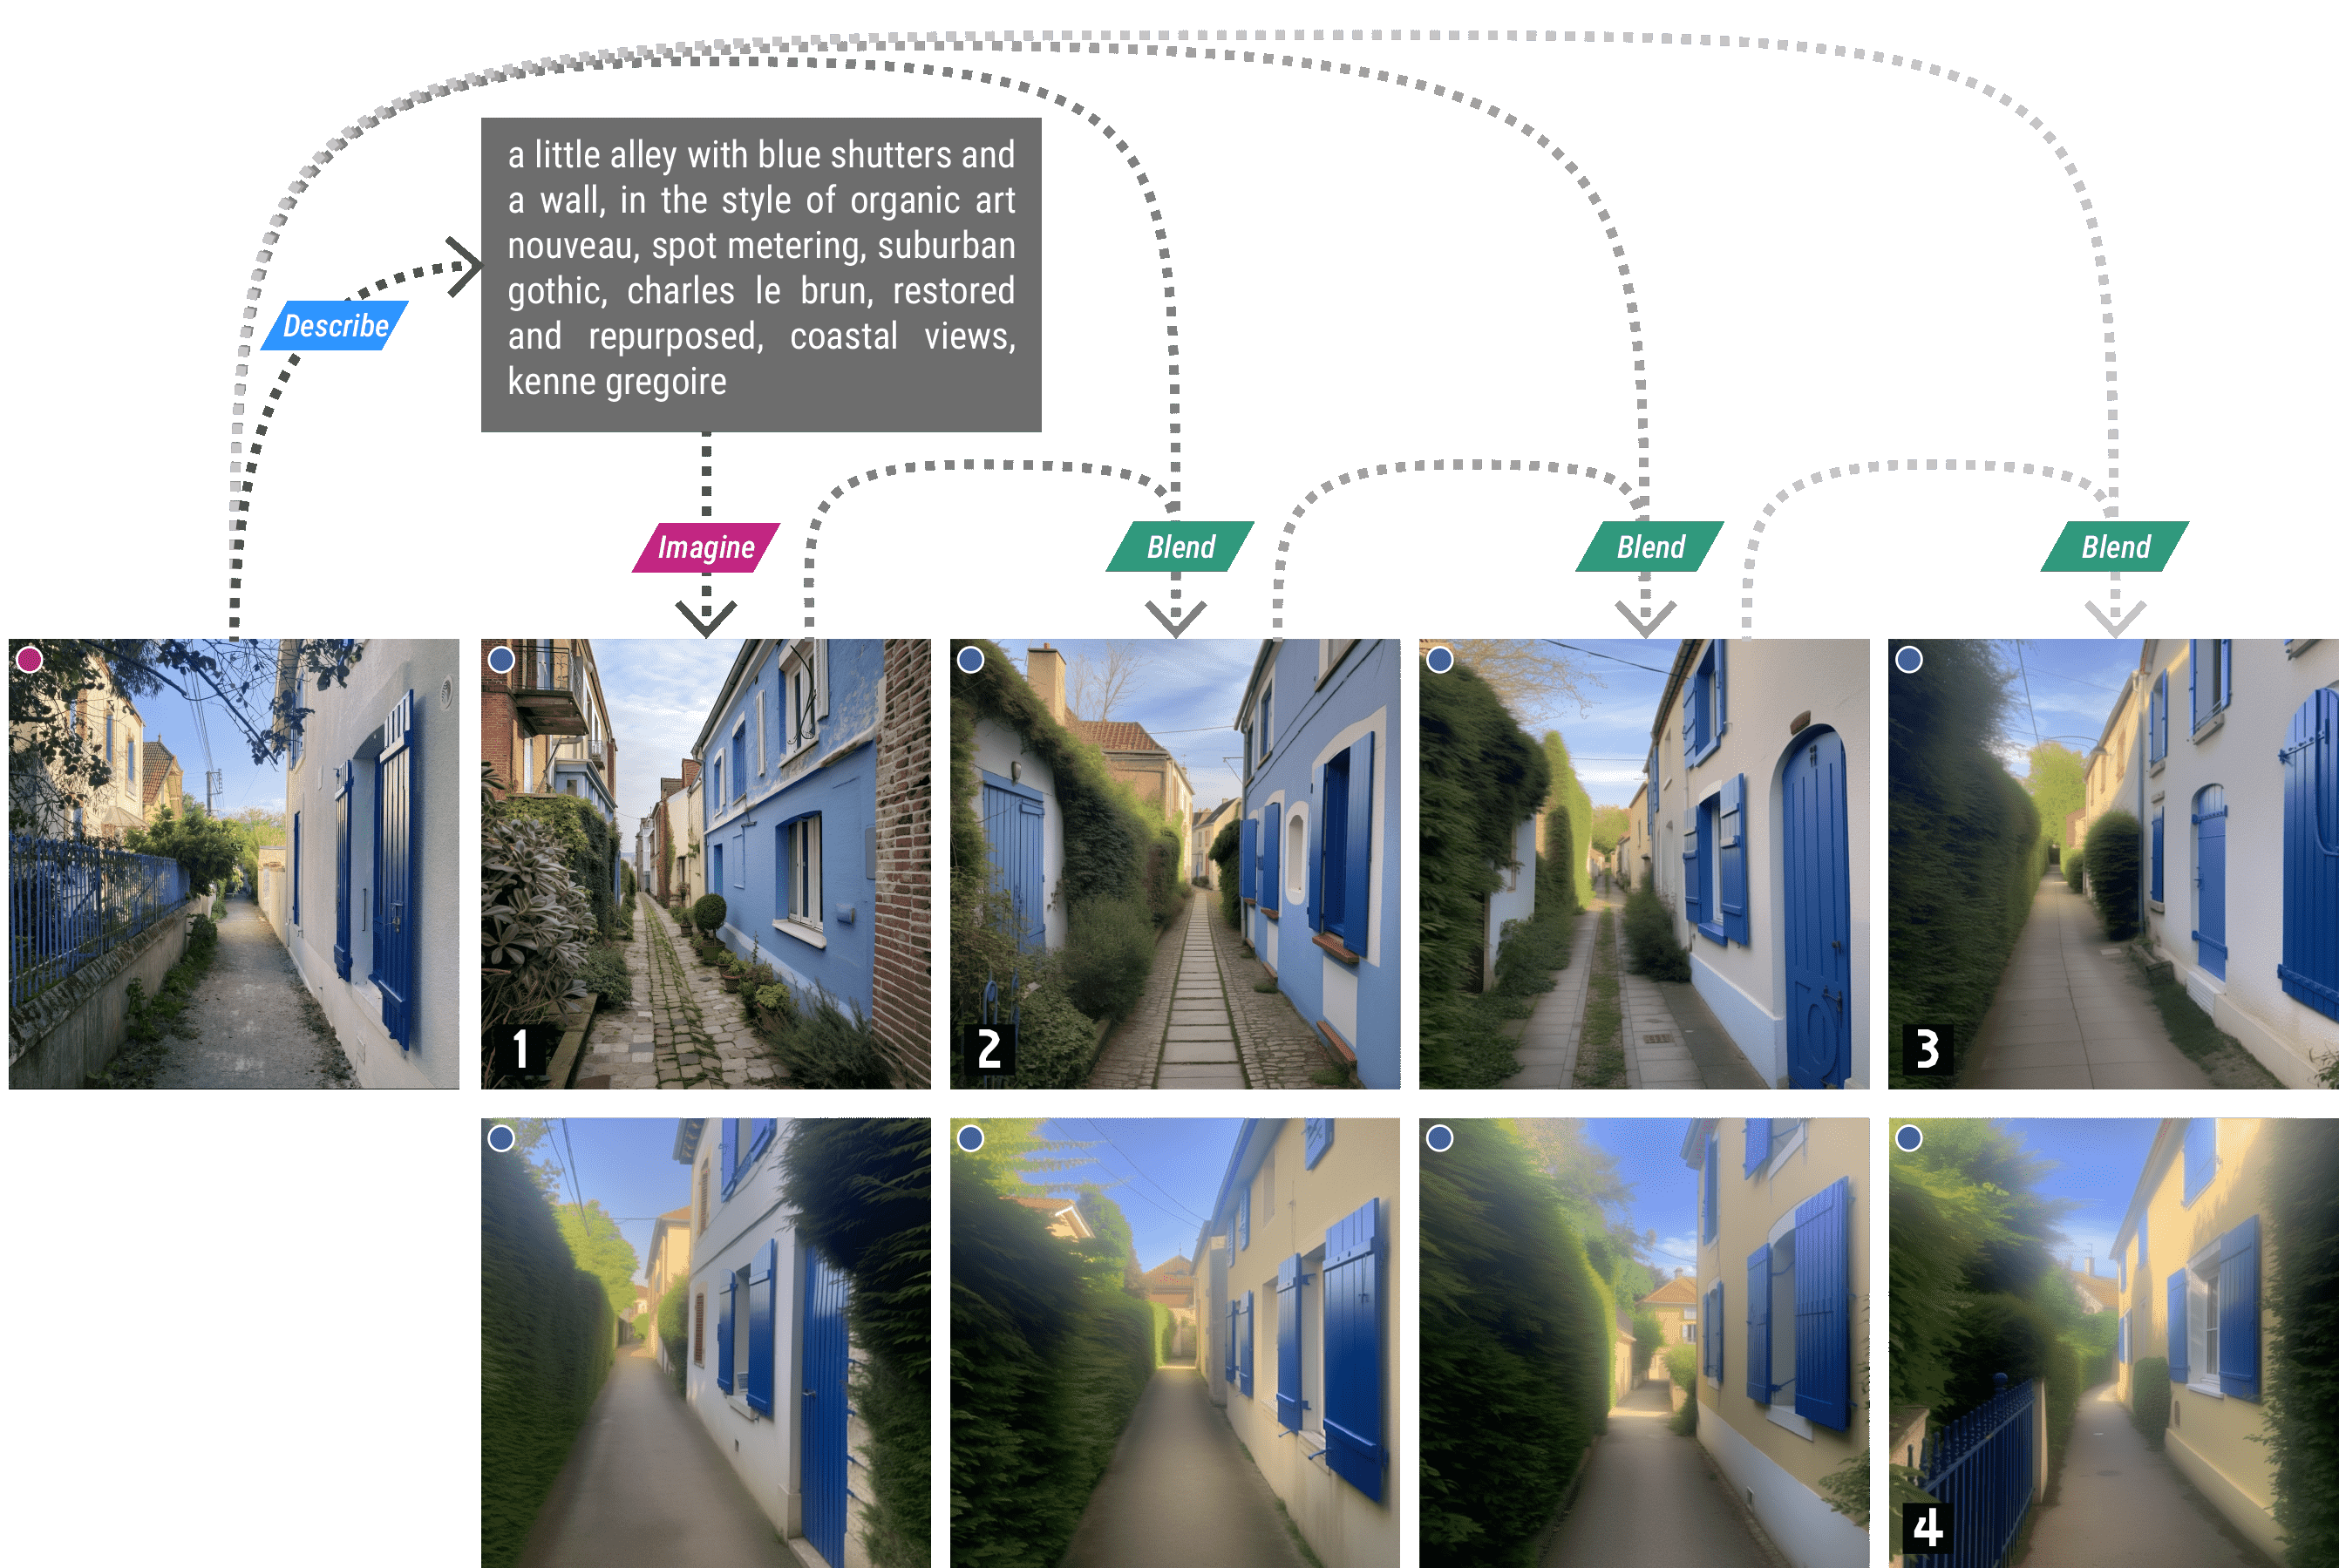 a little alley with blue shutters and
a wall, in the style of organic art
nouveau, spot metering, suburban
gothic, charles le brun, restored
and repurposed, coastal views,
kenne gregoire
Describe
Imagine
Blend
Blend
Blend
1
2
3
4